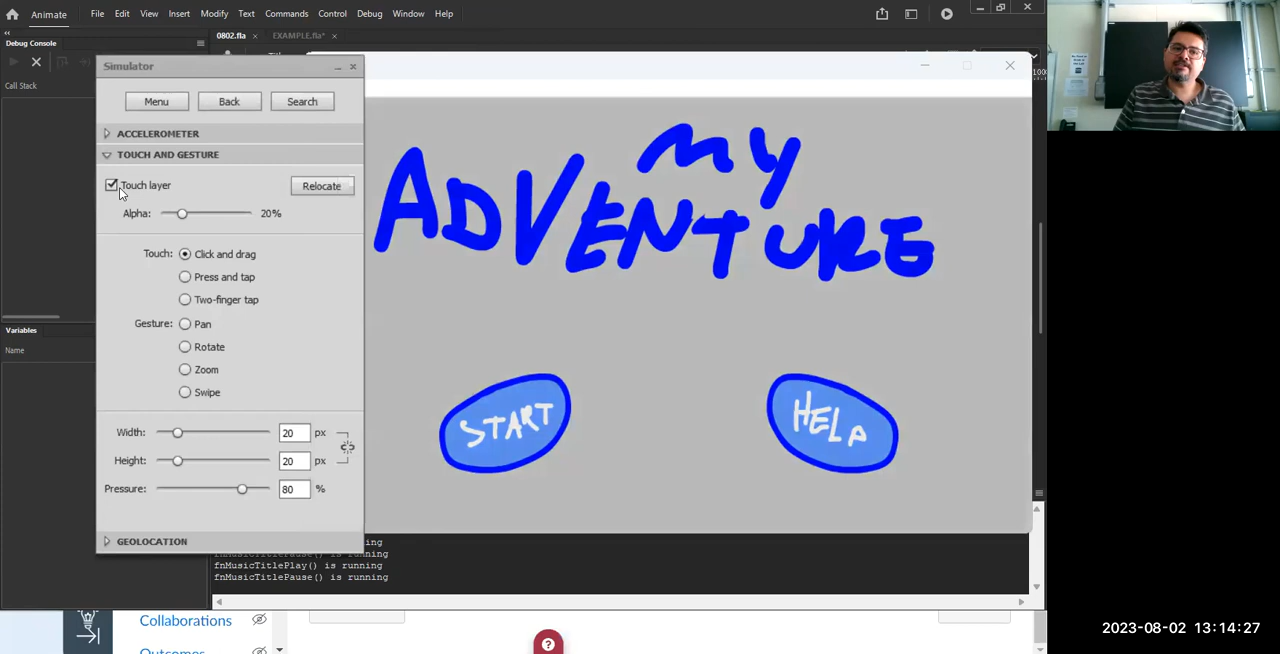 Animate File Edit View Insert Modify Text Commands Control Debug Window Help
Debug Console 0802.fla × EXAMPLE.fla* ×
Call Stack
Simulator
Menu Back Search
ACCELEROMETER
TOUCH AND GESTURE
Touch layer Relocate
Alpha: 20%
Touch: Click and drag
Press and tap
Two-finger tap
Gesture: Pan
Rotate
Zoom
Swipe
Width: 20 px
Height: 20 px
Pressure: 80 %
GEOLOCATION
Variables
Name
MY
ADVENTURE
START HELP
fnMusicTitlePause() is running
fnMusicTitlePlay() is running
fnMusicTitlePause() is running
Collaborations
Outcomes
?
2023-08-02 13:14:27